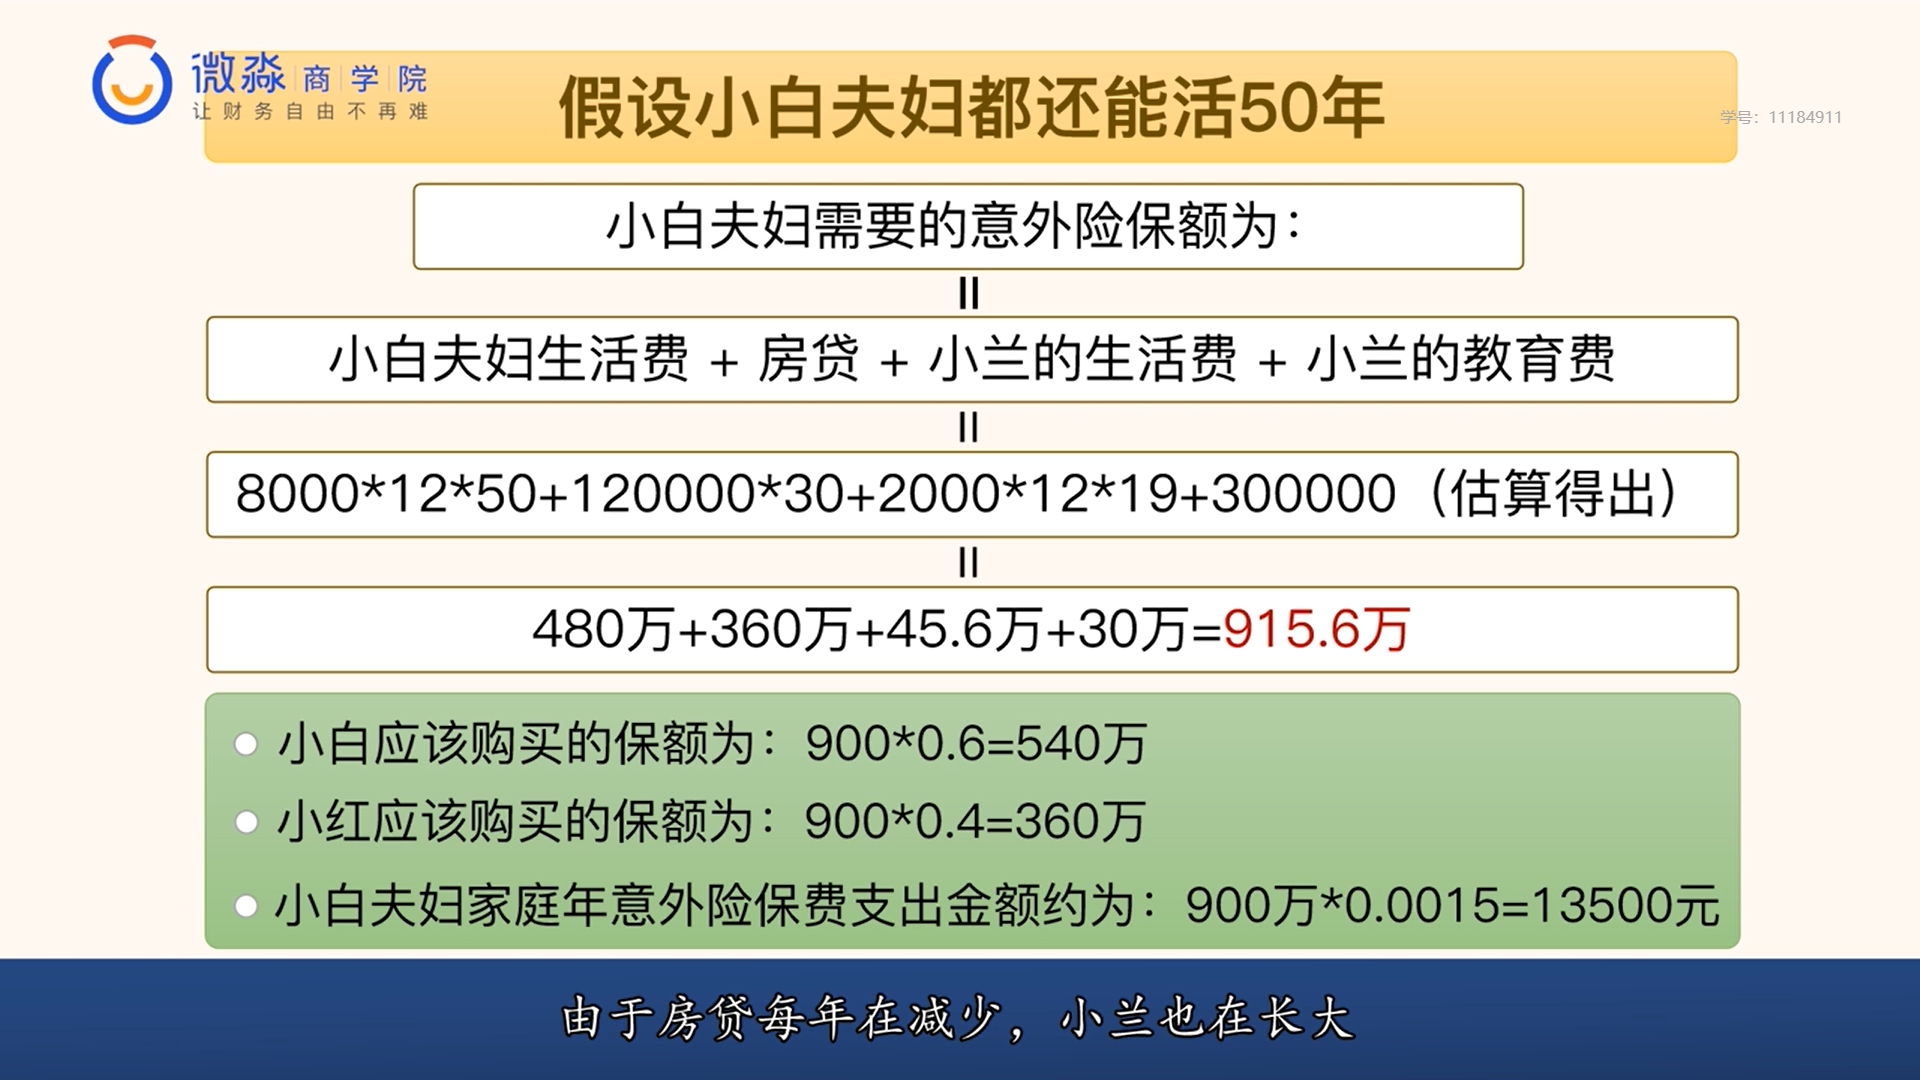 微淼商学院
让财务自由不再难
假设小白夫妇都还能活50年
学号：11184911
小白夫妇需要的意外险保额为：
=
小白夫妇生活费 + 房贷 + 小兰的生活费 + 小兰的教育费
=
8000*12*50+120000*30+2000*12*19+300000（估算得出）
=
480万+360万+45.6万+30万=915.6万
小白应该购买的保额为：900*0.6=540万
小红应该购买的保额为：900*0.4=360万
小白夫妇家庭年意外险保费支出金额约为：900万*0.0015=13500元
由于房贷每年在减少，小兰也在长大